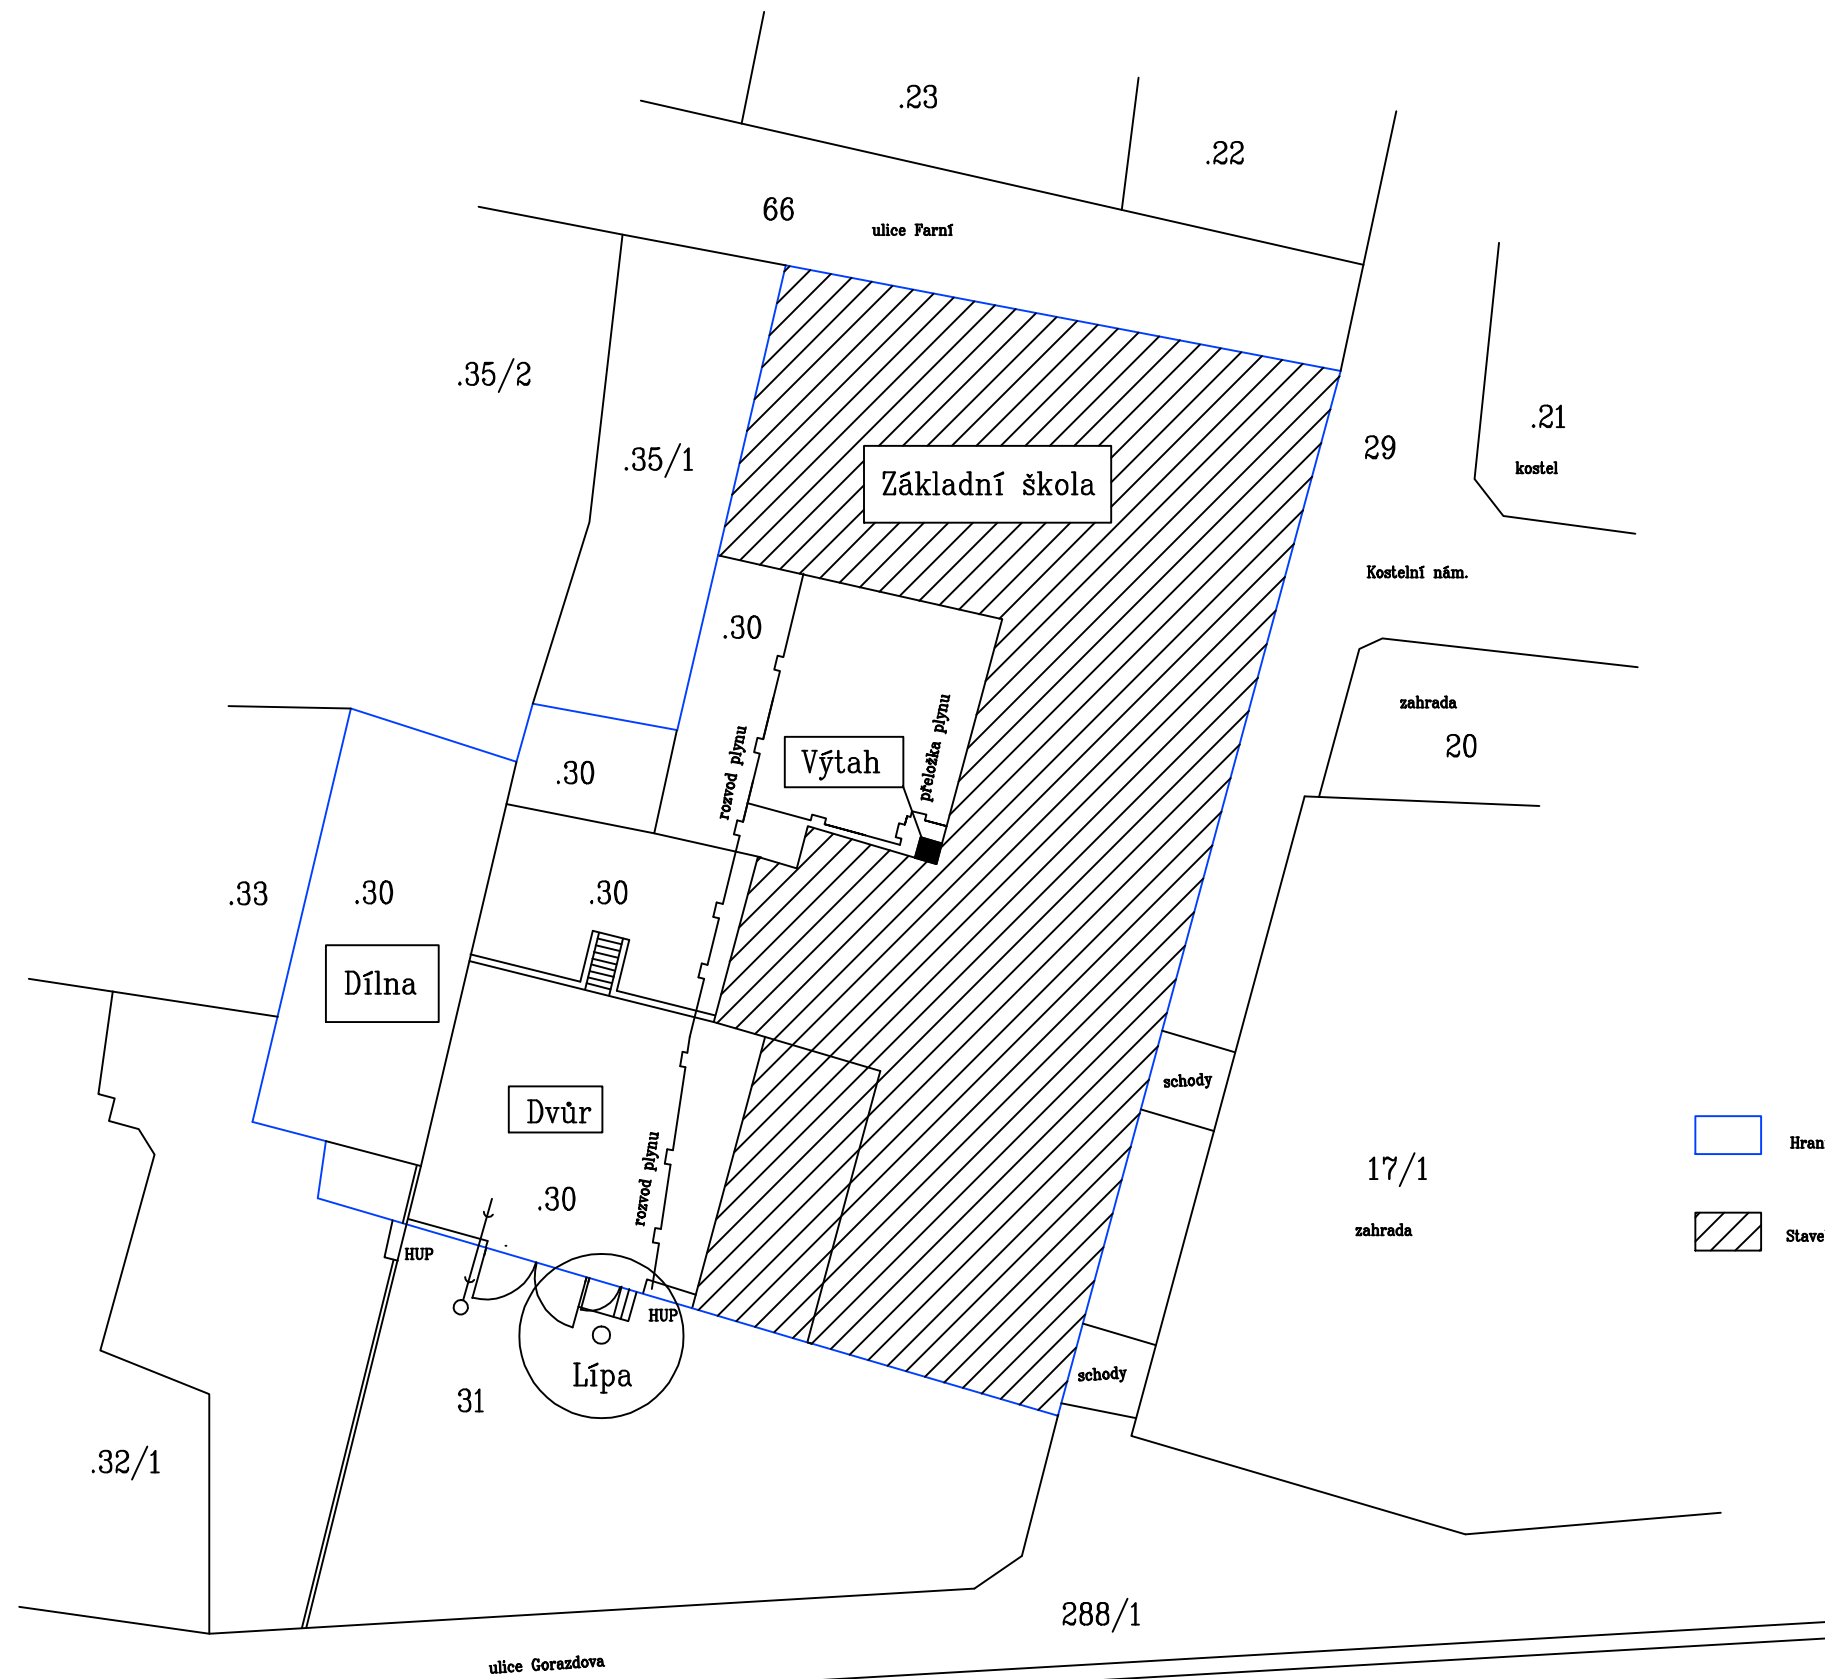 .23
.22
66
ulice Farní
.35/2
.21
29
.35/1
kostel
Základní škola
Kostelní nám.
.30
zahrada
20
přeložka plynu
rozvod plynu
Výtah
.30
.33
.30
.30
Dílna
schody
Dvůr
Hran
17/1
rozvod plynu
.30
zahrada
Stave
HUP
HUP
Lípa
schody
31
.32/1
288/1
ulice Gorazdova